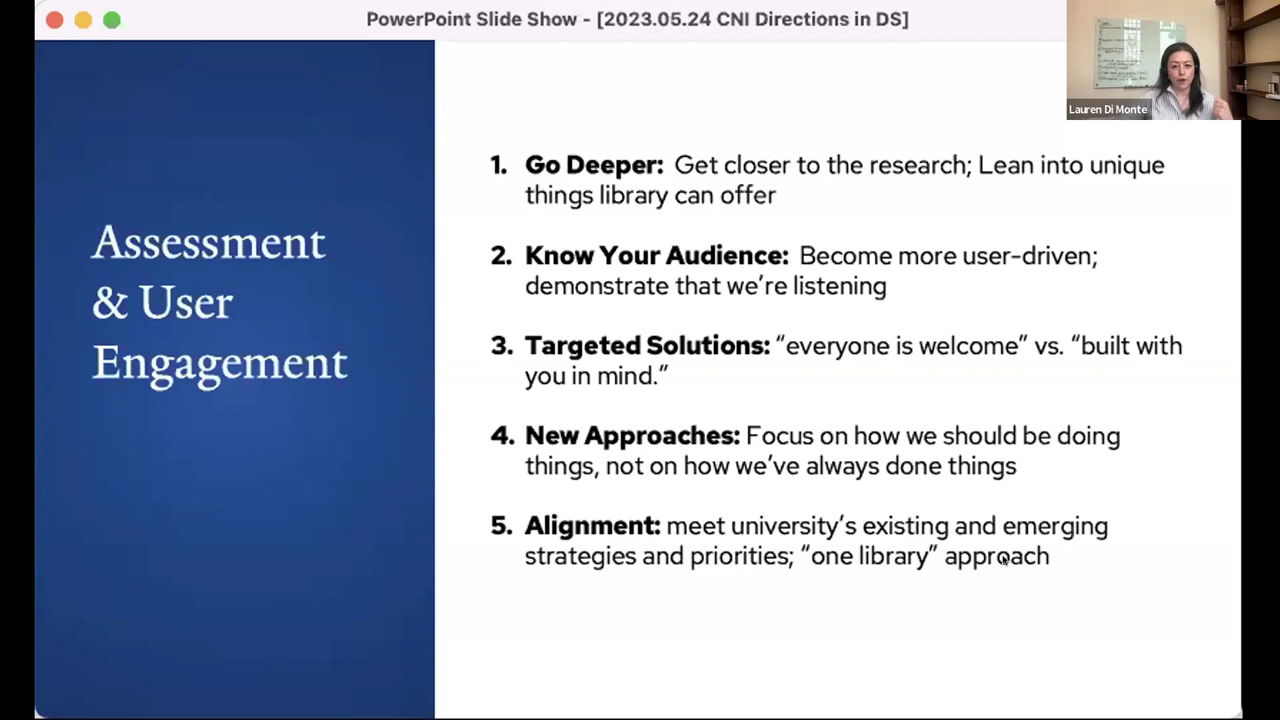 PowerPoint Slide Show - [2023.05.24 CNI Directions in DS]
Lauren Di Monte
Assessment
& User
Engagement
1. Go Deeper: Get closer to the research; Lean into unique
things library can offer
2. Know Your Audience: Become more user-driven;
demonstrate that we’re listening
3. Targeted Solutions: “everyone is welcome” vs. “built with
you in mind.”
4. New Approaches: Focus on how we should be doing
things, not on how we’ve always done things
5. Alignment: meet university’s existing and emerging
strategies and priorities; “one library” approach